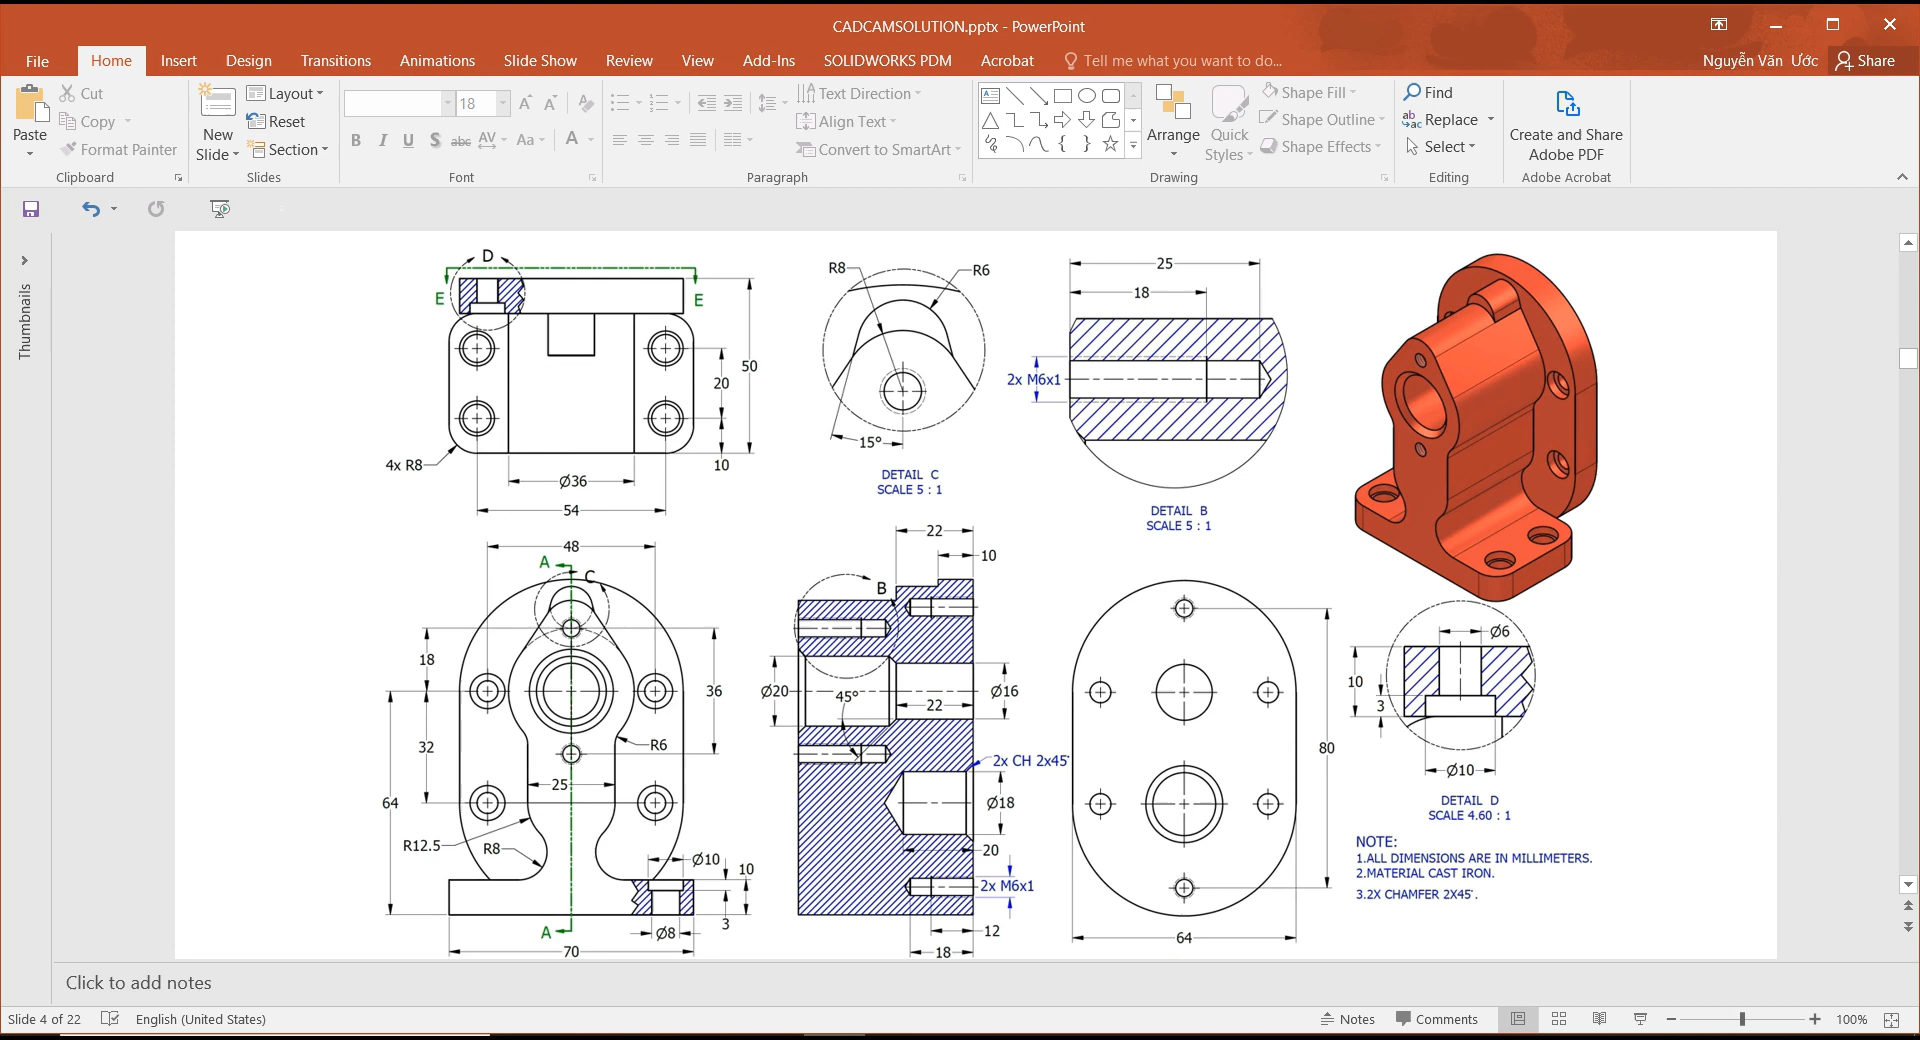 CADCAMSOLUTION.pptx - PowerPoint
File Home Insert Design Transitions Animations Slide Show Review View Add-Ins SOLIDWORKS PDM Acrobat Tell me what you want to do... Nguyễn Văn Ước Share
Paste
Cut
Copy
Format Painter
Clipboard
New
Slide
Layout
Reset
Section
Slides
18
B I U S abc AV Aa A
Font
Text Direction
Align Text
Convert to SmartArt
Paragraph
Arrange
Quick
Styles
Shape Fill
Shape Outline
Shape Effects
Drawing
Find
Replace
Select
Editing
Create and Share
Adobe PDF
Adobe Acrobat
Thumbnails
D
E E
50
20
10
4x R8
Ø36
54
R8 R6
15°
DETAIL C
SCALE 5 : 1
25
18
2x M6x1
DETAIL B
SCALE 5 : 1
48
A
C
18
36
32
R6
25
64
R12.5
R8
Ø10
10
3
Ø8
A
70
22
10
B
Ø20
45°
22
Ø16
2x CH 2x45°
Ø18
20
2x M6x1
12
18
80
64
Ø6
10
3
Ø10
DETAIL D
SCALE 4.60 : 1
NOTE:
1.ALL DIMENSIONS ARE IN MILLIMETERS.
2.MATERIAL CAST IRON.
3.2X CHAMFER 2X45°.
Click to add notes
Slide 4 of 22 English (United States) Notes Comments 100%